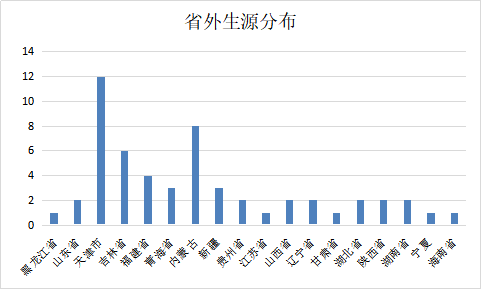 省外生源分布
14
12
10
8
6
4
2
0
黑龙江省
山东省
天津市
吉林省
福建省
青海省
内蒙古
新疆
贵州省
江苏省
山西省
辽宁省
甘肃省
湖北省
陕西省
湖南省
宁夏
海南省